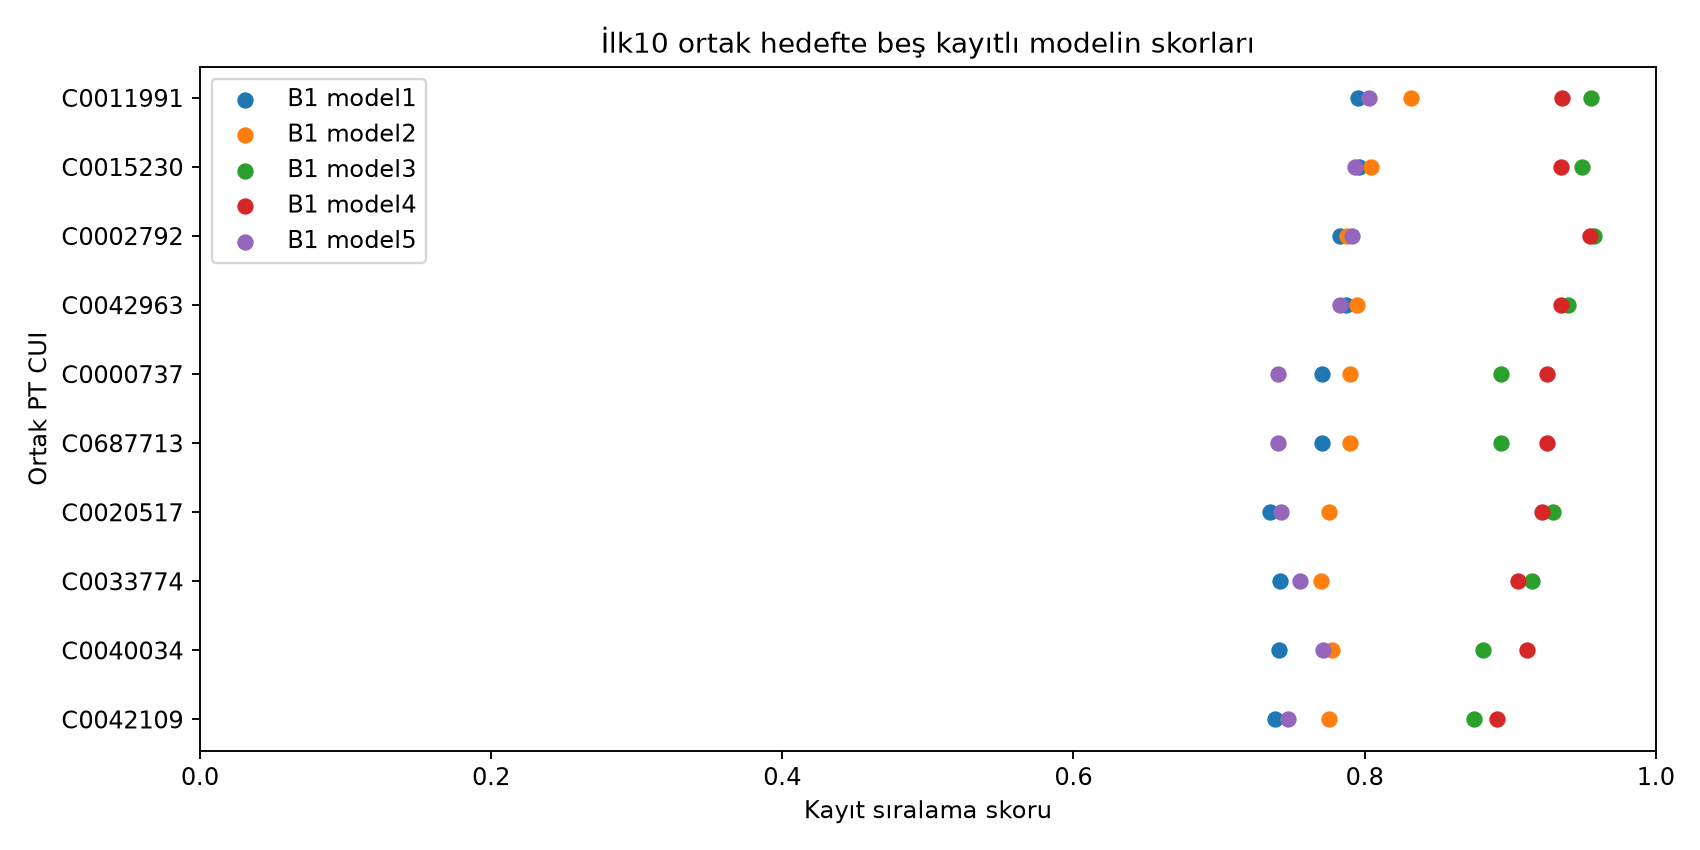 İlk10 ortak hedefte beş kayıtlı modelin skorları
B1 model1
B1 model2
B1 model3
B1 model4
B1 model5
Ortak PT CUI
C0011991
C0015230
C0002792
C0042963
C0000737
C0687713
C0020517
C0033774
C0040034
C0042109
0.0 0.2 0.4 0.6 0.8 1.0
Kayıt sıralama skoru